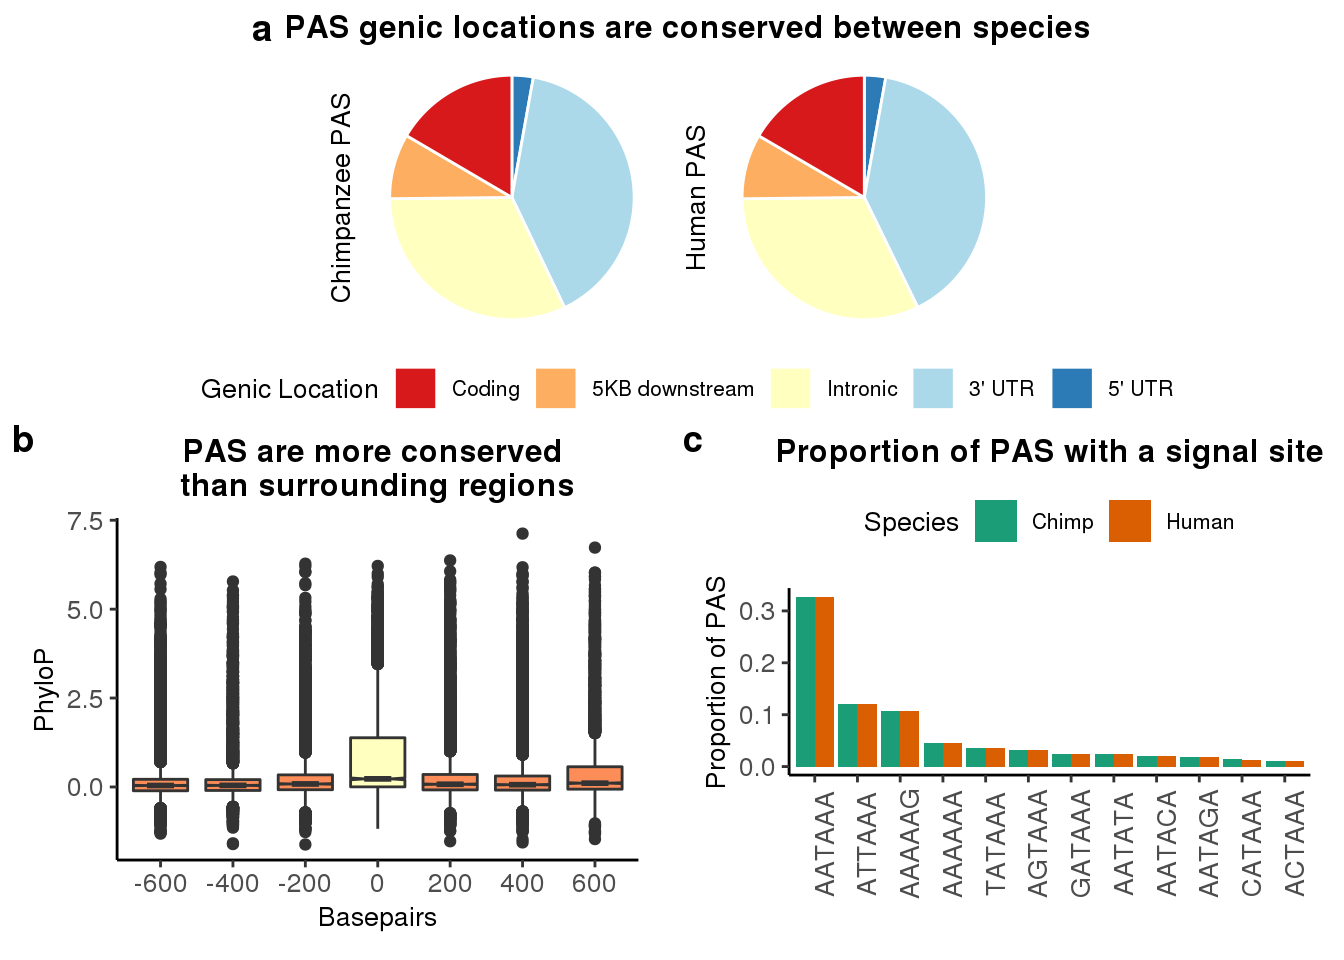 a PAS genic locations are conserved between species
Chimpanzee PAS
Human PAS
Genic Location Coding 5KB downstream Intronic 3' UTR 5' UTR
b
PAS are more conserved
than surrounding regions
PhyloP
7.5
5.0
2.5
0.0
-600 -400 -200 0 200 400 600
Basepairs
c
Proportion of PAS with a signal site
Species Chimp Human
Proportion of PAS
0.3
0.2
0.1
0.0
AATAAA
ATTAAA
AAAAAG
AAAAAA
TATAAA
AGTAAA
GATAAA
AATATA
AATACA
AATAGA
CATAAA
ACTAAA